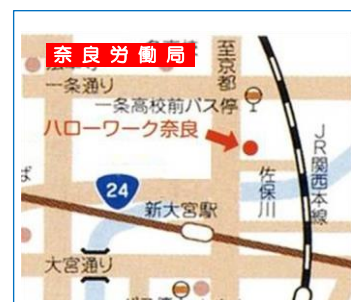 奈良労働局
一条通り
至京都
一条高校前バス停
ハローワーク奈良
JR関西本線
佐保川
24
新大宮駅
大宮通り